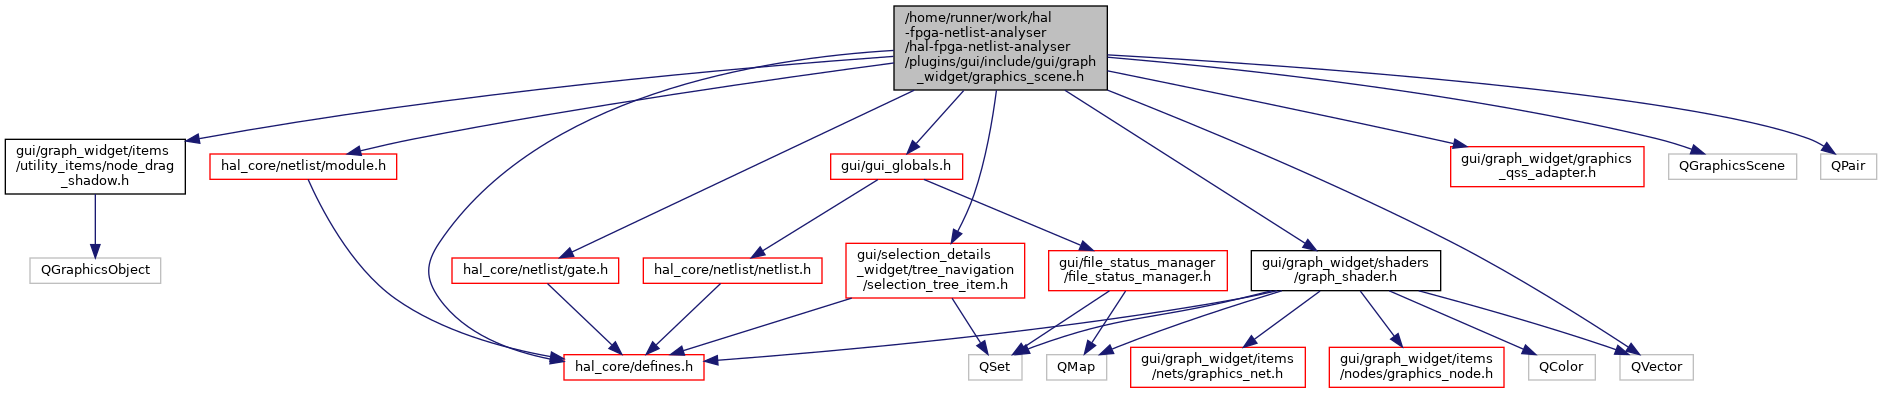 /home/runner/work/hal
-fpga-netlist-analyser
/hal-fpga-netlist-analyser
/plugins/gui/include/gui/graph
_widget/graphics_scene.h
gui/graph_widget/items
/utility_items/node_drag
_shadow.h
hal_core/netlist/module.h
gui/gui_globals.h
gui/graph_widget/graphics
_qss_adapter.h
QGraphicsScene
QPair
QGraphicsObject
hal_core/netlist/gate.h
hal_core/netlist/netlist.h
gui/selection_details
_widget/tree_navigation
/selection_tree_item.h
gui/file_status_manager
/file_status_manager.h
gui/graph_widget/shaders
/graph_shader.h
hal_core/defines.h
QSet
QMap
gui/graph_widget/items
/nets/graphics_net.h
gui/graph_widget/items
/nodes/graphics_node.h
QColor
QVector